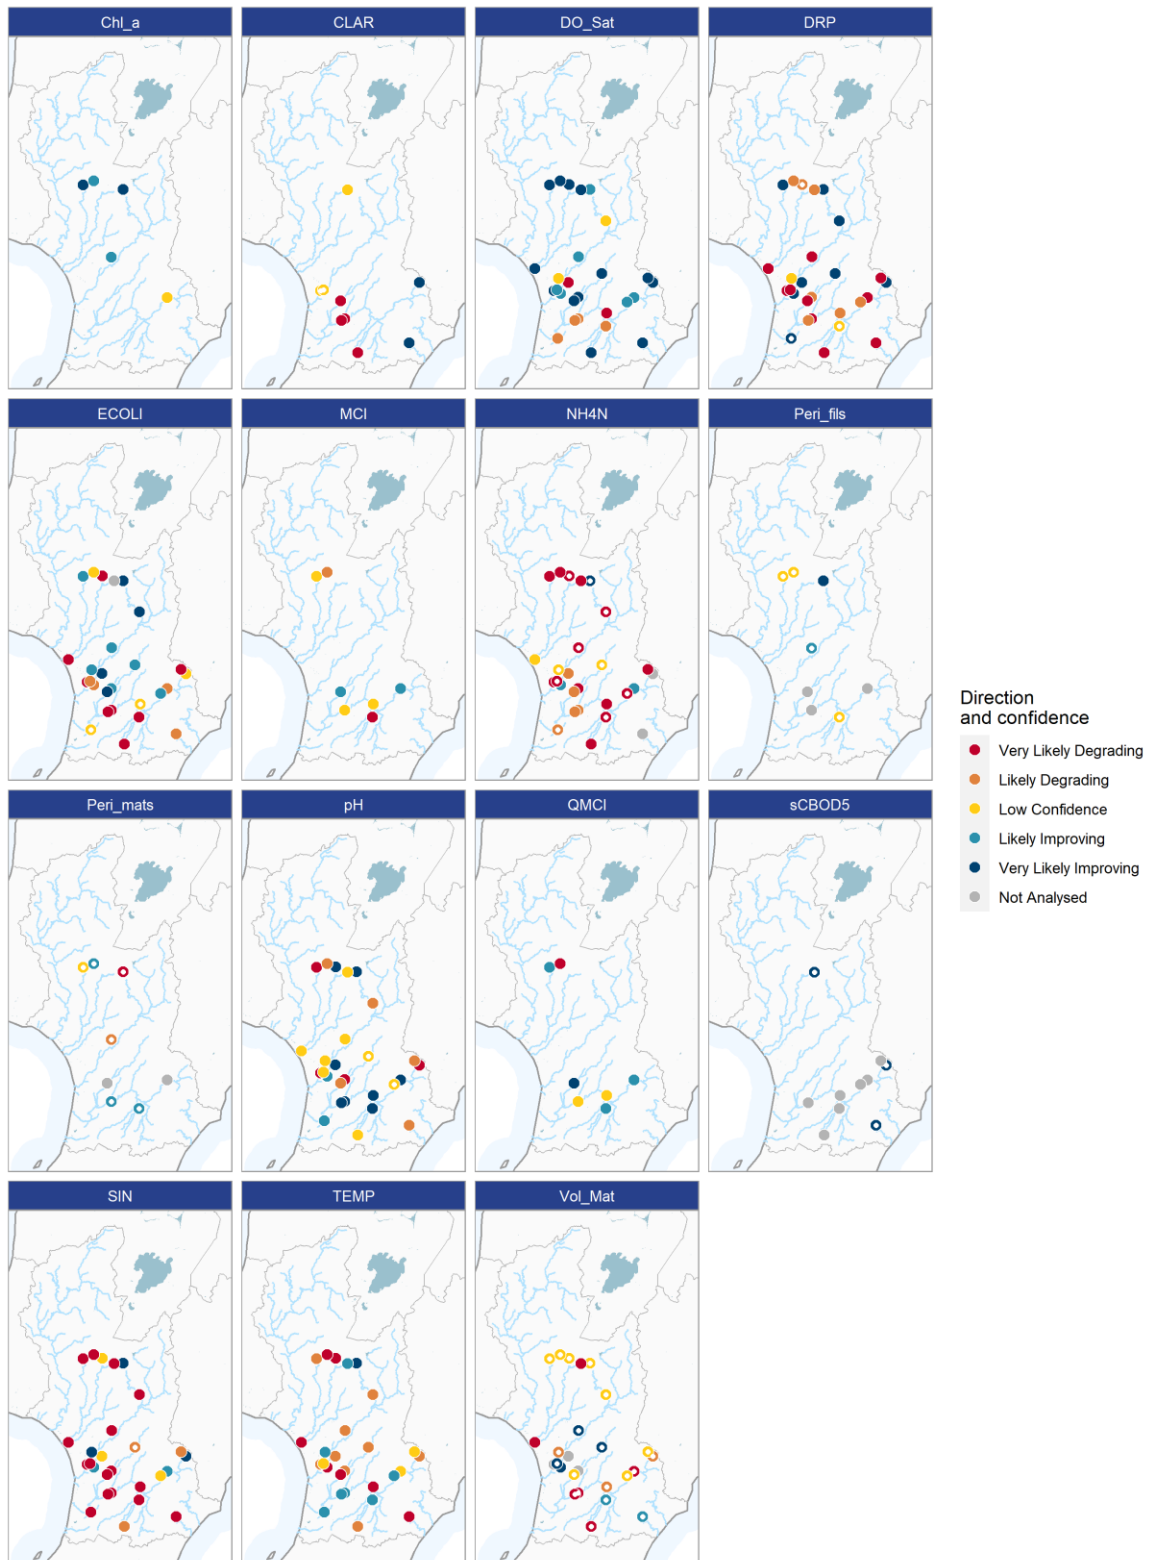 Chl_a
CLAR
DO_Sat
DRP
ECOLI
MCI
NH4N
Peri_fils
Peri_mats
pH
QMCI
sCBOD5
SIN
TEMP
Vol_Mat
Direction
and confidence
Very Likely Degrading
Likely Degrading
Low Confidence
Likely Improving
Very Likely Improving
Not Analysed